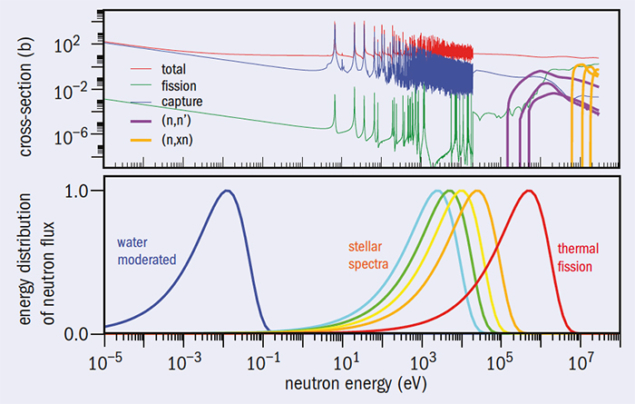 cross-section (b)
10²
10⁻²
10⁻⁶
total
fission
capture
(n,n')
(n,xn)
energy distribution
of neutron flux
1.0
0.0
water
moderated
stellar
spectra
thermal
fission
10⁻⁵ 10⁻³ 10⁻¹ 10¹ 10³ 10⁵ 10⁷
neutron energy (eV)